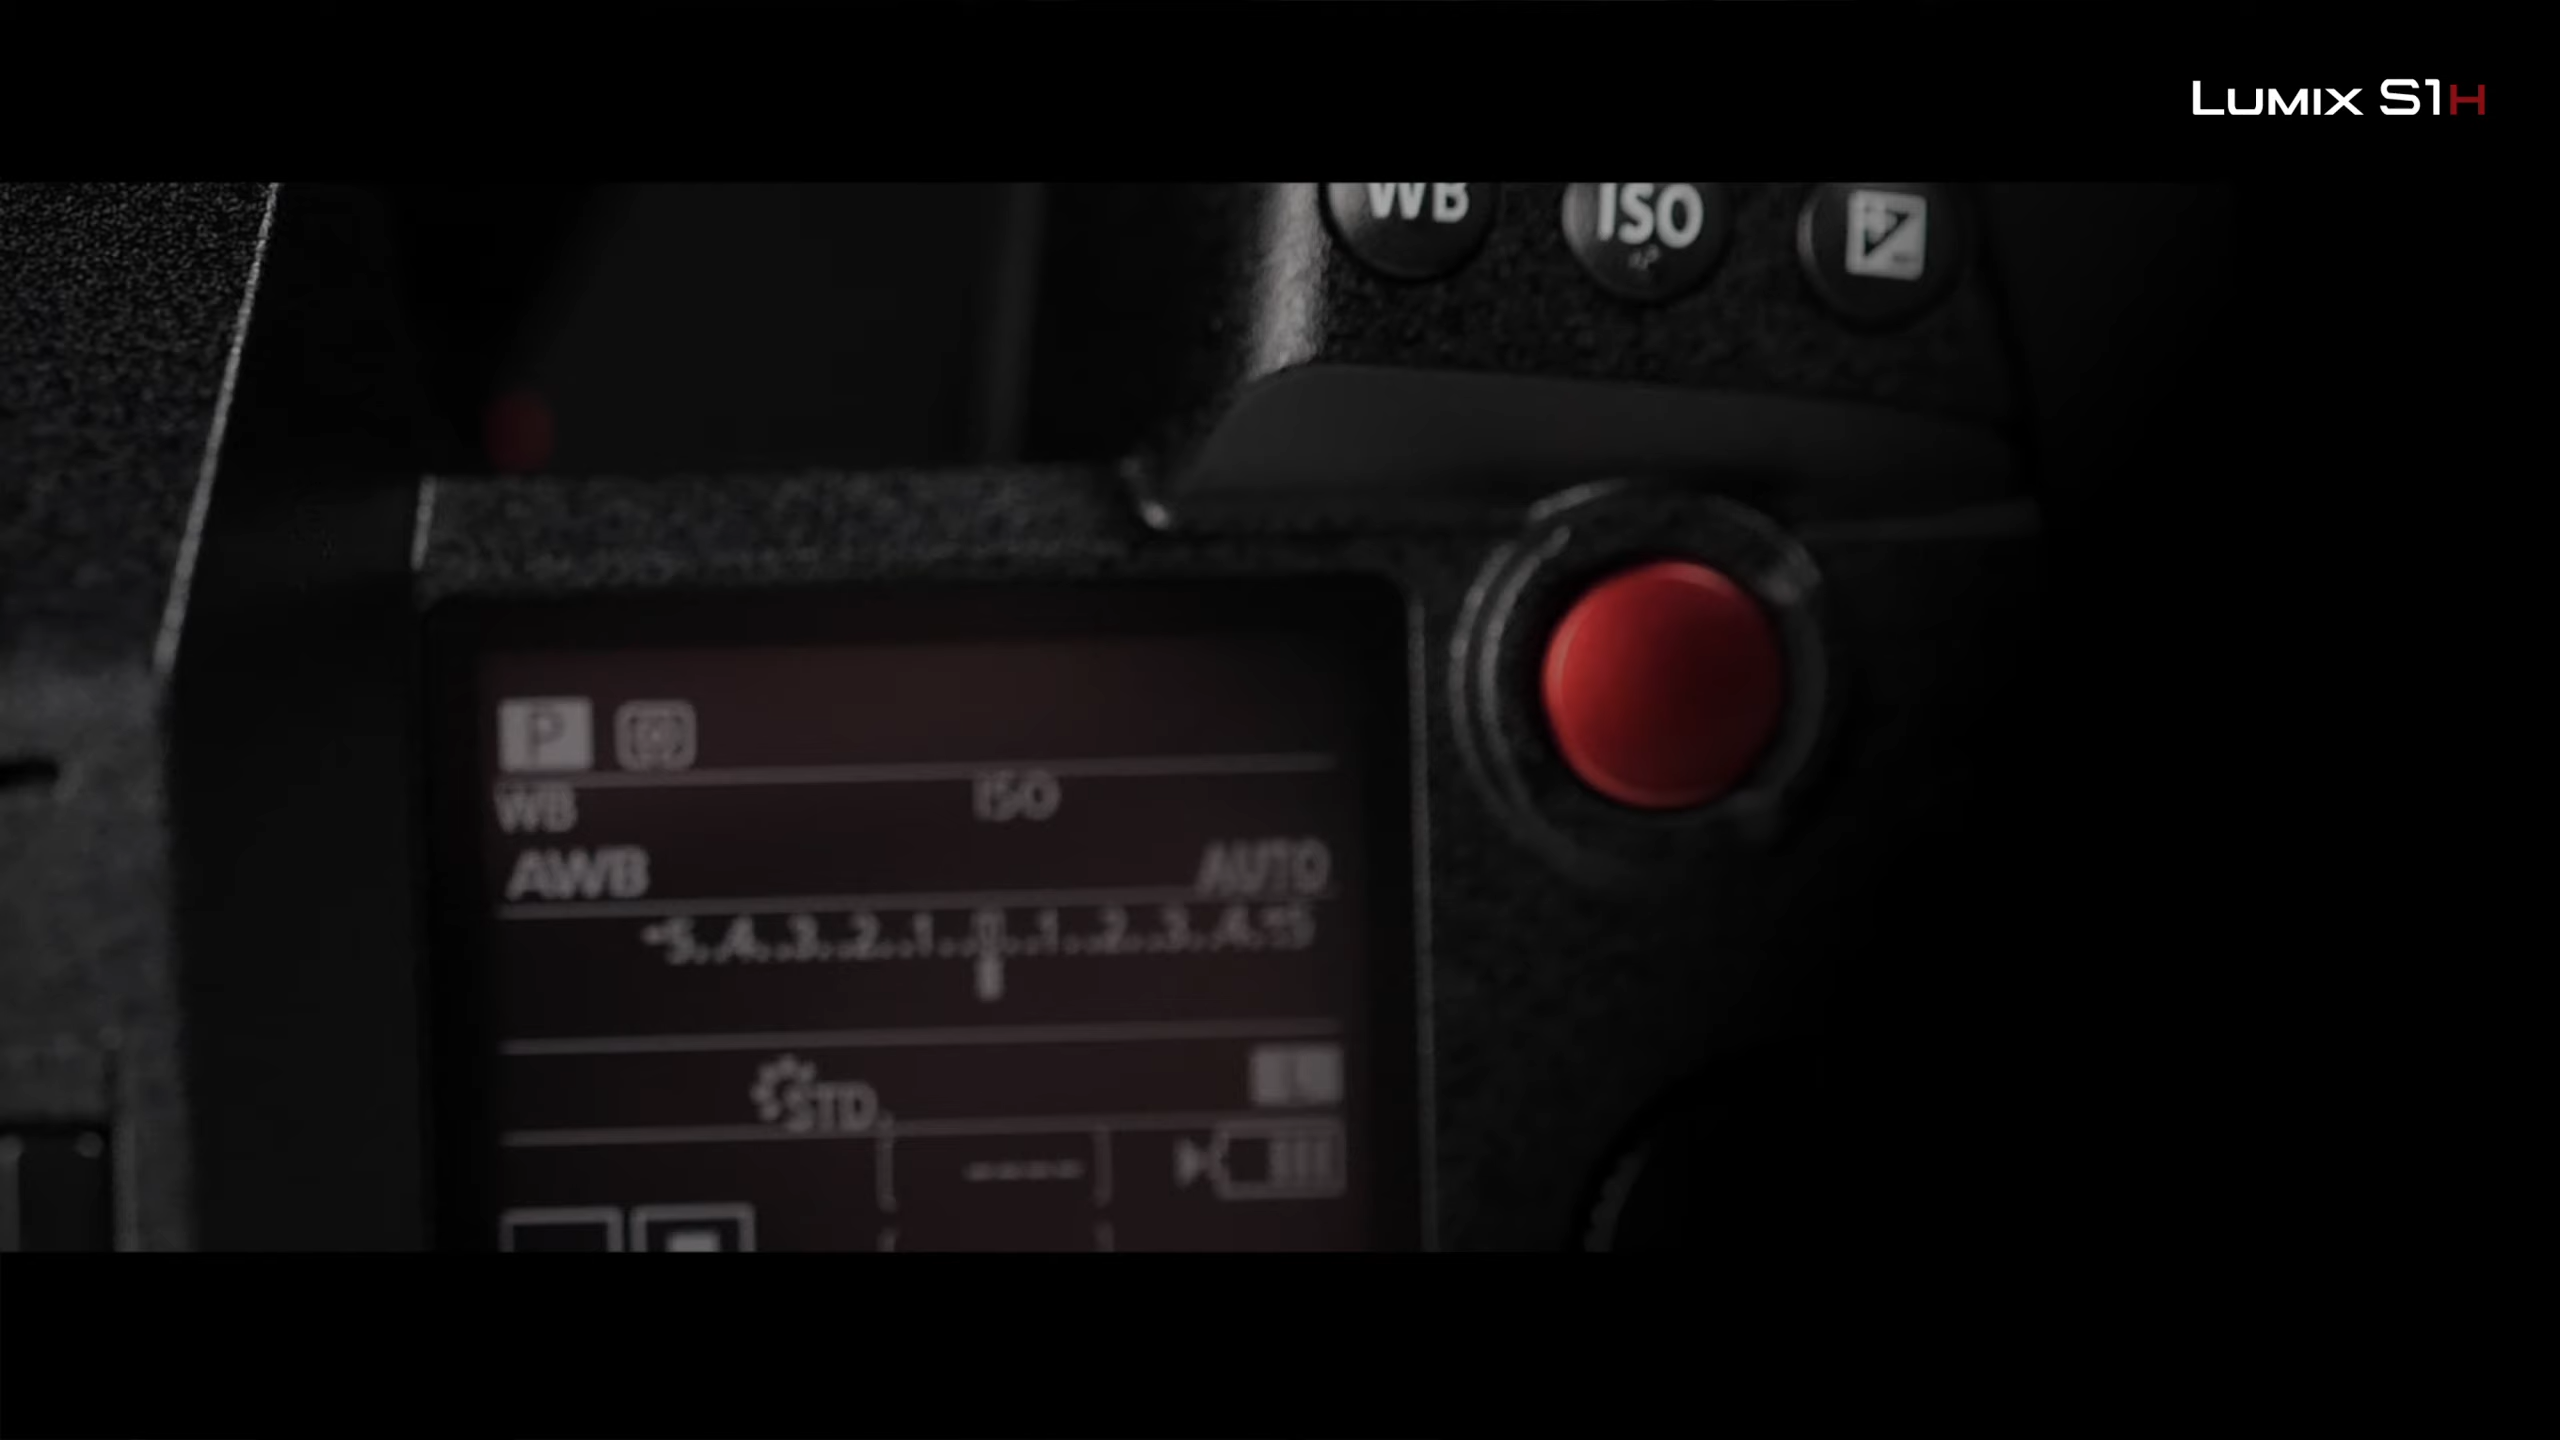 LUMIX S1H
WB ISO
P
WB ISO
AWB AUTO
-5..4..3..2..1..0..1..2..3..4.+5
STD.
[ ---- ]